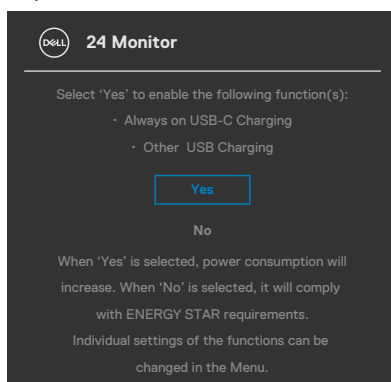 DELL 24 Monitor
Select ‘Yes’ to enable the following function(s):
· Always on USB-C Charging
· Other USB Charging
Yes
No
When ‘Yes’ is selected, power consumption will
increase. When ‘No’ is selected, it will comply
with ENERGY STAR requirements.
Individual settings of the functions can be
changed in the Menu.